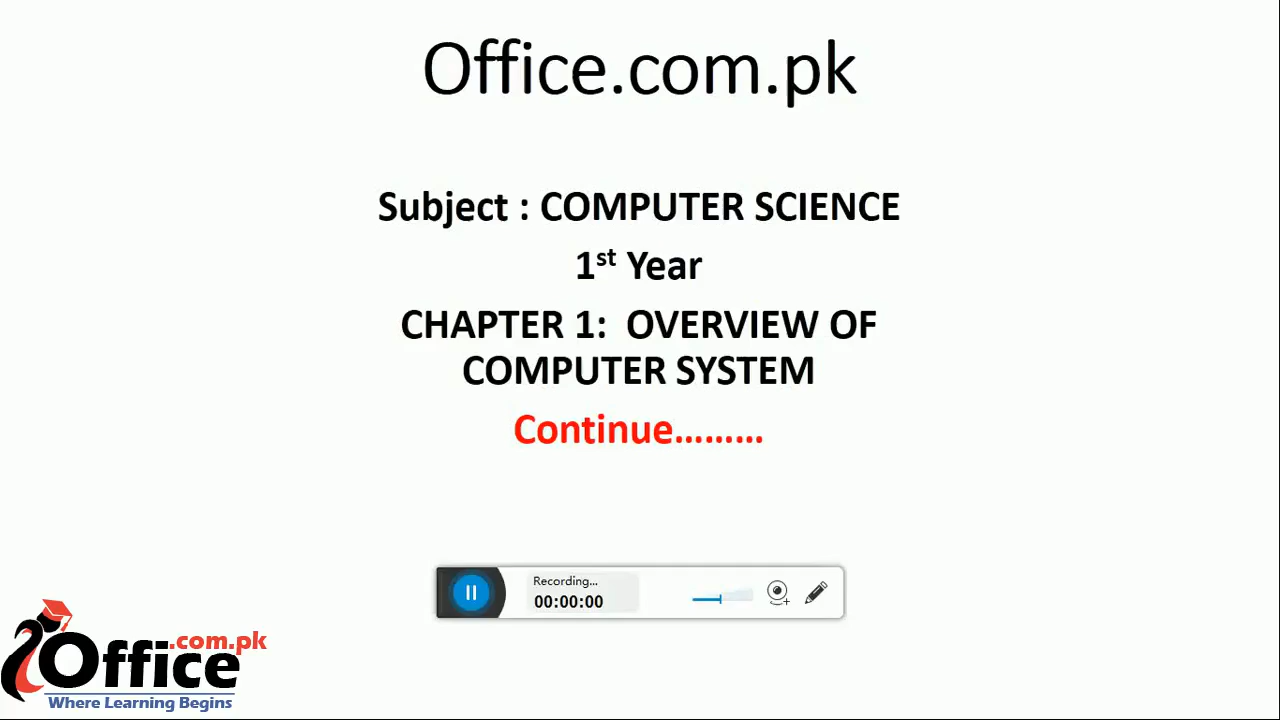 Office.com.pk
Subject : COMPUTER SCIENCE
1st Year
CHAPTER 1: OVERVIEW OF
COMPUTER SYSTEM
Continue.........
Recording...
00:00:00
Office.com.pk
Where Learning Begins